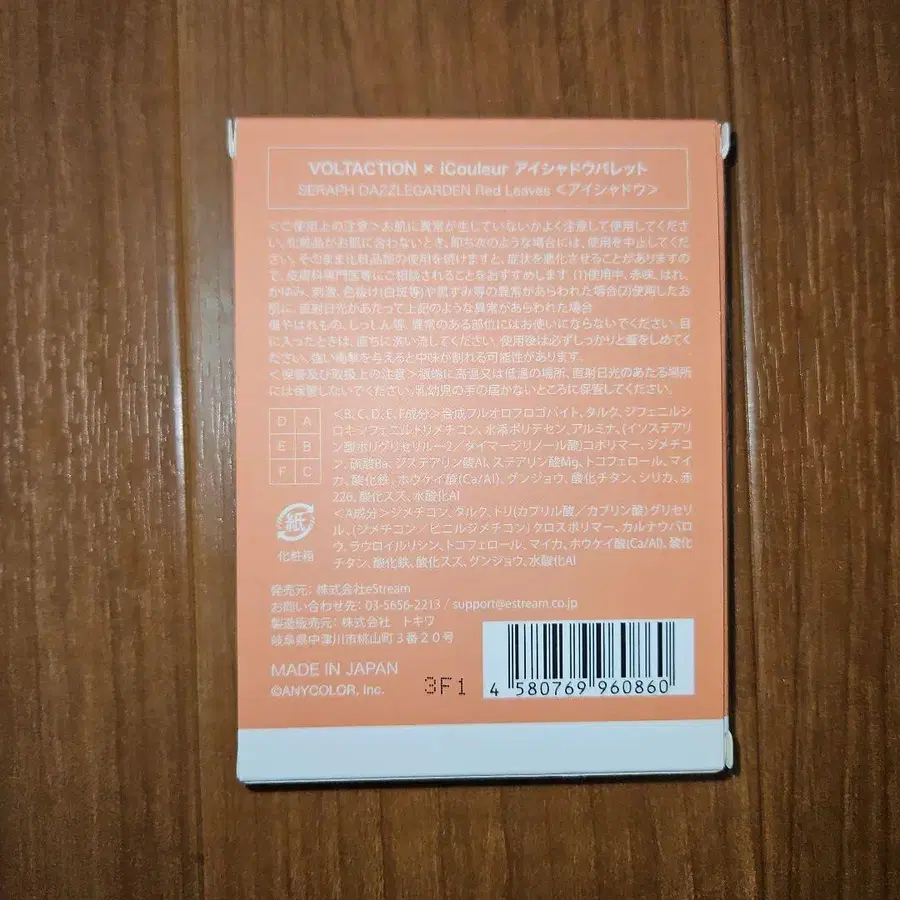 VOLTACTION × iCouleur アイシャドウパレット
SERAPH DAZZLEGARDEN Red Leaves <アイシャドウ>
<ご使用上の注意>お肌に異常が生じていないかよく注意して使用してくださ
い。化粧品がお肌に合わないとき、即ち次のような場合には、使用を中止してくだ
さい。そのまま化粧品類の使用を続けますと、症状を悪化させることがありますの
で、皮膚科専門医等にご相談されることをおすすめします。(1)使用中、赤味、はれ、
かゆみ、刺激、色抜け(白斑等)や黒ずみ等の異常があらわれた場合(2)使用したお
肌に、直射日光があたって上記のような異常があらわれた場合
傷やはれもの、しっしん等、異常のある部位にはお使いにならないでください。目
に入ったときは、直ちに洗い流してください。使用後は必ずしっかりと蓋をしめてく
ださい。強い衝撃を与えると中味が割れる可能性があります。
<保管及び取扱上の注意>極端に高温又は低温の場所、直射日光のあたる場所
には保管しないでください。乳幼児の手の届かないところに保管してください。
D A
E B
F C
<B、C、D、E、F成分>合成フルオロフロゴパイト、タルク、ジフェニルシ
ロキシフェニルトリメチコン、水添ポリデセン、アルミナ、(イソステアリ
ン酸ポリグリセリル－2／ダイマージリノール酸)コポリマー、ジメチコ
ン、硫酸Ba、ジステアリン酸Al、ステアリン酸Mg、トコフェロール、マイ
カ、酸化鉄、ホウケイ酸(Ca/Al)、グンジョウ、酸化チタン、シリカ、赤
226、酸化スズ、水酸化Al
<A成分>ジメチコン、タルク、トリ(カプリル酸／カプリン酸)グリセリ
ル、(ジメチコン／ビニルジメチコン)クロスポリマー、カルナウバロウ
、ラウロイルリシン、トコフェロール、マイカ、ホウケイ酸(Ca/Al)、酸化
チタン、酸化鉄、酸化スズ、グンジョウ、水酸化Al
紙
化粧箱
発売元: 株式会社eStream
お問い合わせ先: 03-5656-2213 / support@estream.co.jp
製造販売元: 株式会社 トキワ
岐阜県中津川市桃山町3番20号
MADE IN JAPAN
©ANYCOLOR, Inc.
3F1
4 580769 960860